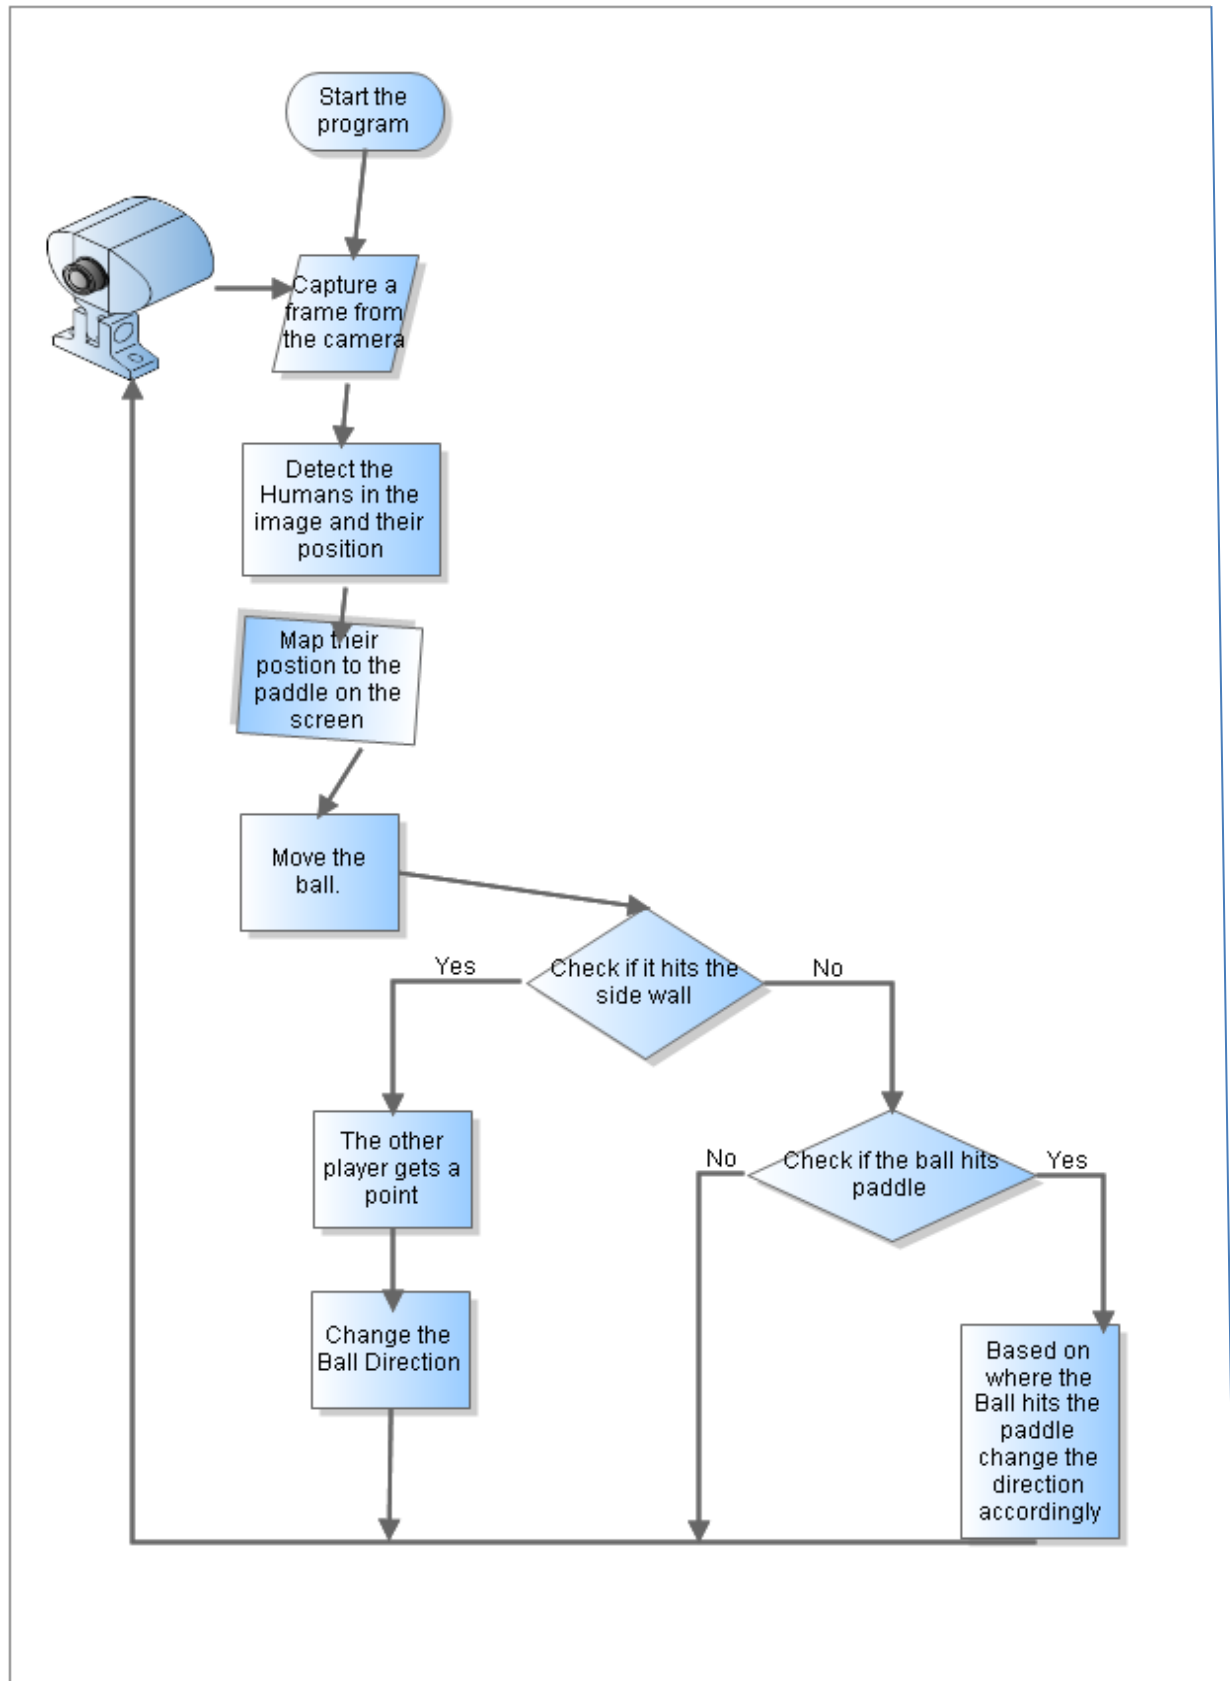 Start the
program
Capture a
frame from
the camera
Detect the
Humans in the
image and their
position
Map their
postion to the
paddle on the
screen
Move the
ball.
Check if it hits the
side wall
Yes
No
The other
player gets a
point
Check if the ball hits
paddle
No
Yes
Change the
Ball Direction
Based on
where the
Ball hits the
paddle
change the
direction
accordingly